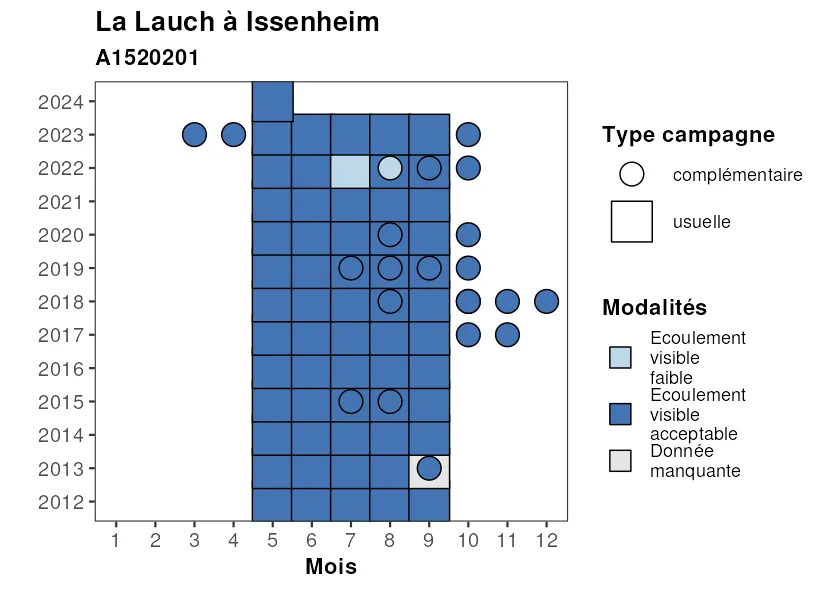 La Lauch à Issenheim
A1520201
2024
2023
2022
2021
2020
2019
2018
2017
2016
2015
2014
2013
2012
1 2 3 4 5 6 7 8 9 10 11 12
Mois
Type campagne
complémentaire
usuelle
Modalités
Ecoulement
visible
faible
Ecoulement
visible
acceptable
Donnée
manquante